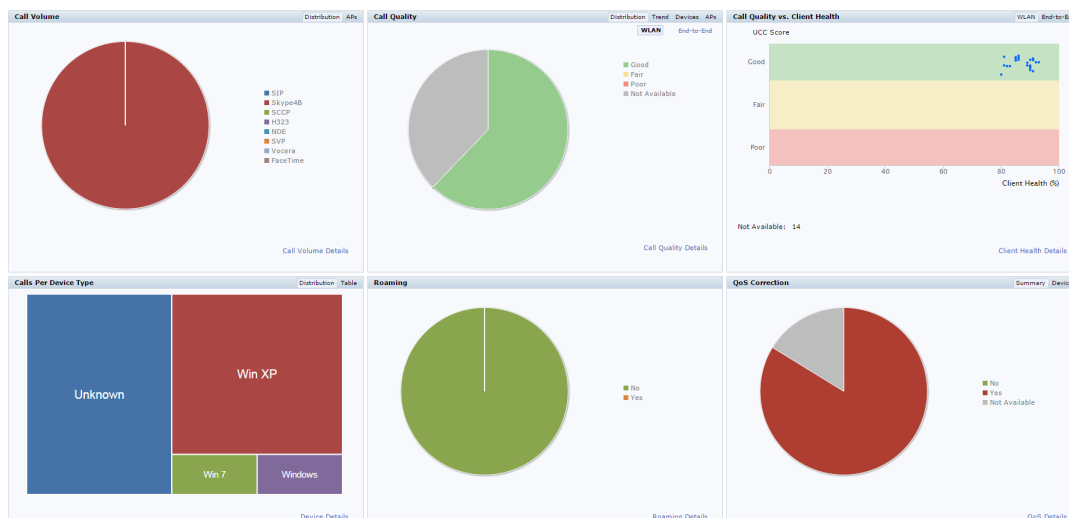 Call Volume
Distribution APs
SIP
Skype4B
SCCP
H323
NOE
SVP
Vocera
FaceTime
Call Volume Details
Call Quality
Distribution Trend Devices APs
WLAN End-to-End
Good
Fair
Poor
Not Available
Call Quality Details
Call Quality vs. Client Health
WLAN End-to-E
UCC Score
Good
Fair
Poor
0 20 40 60 80 100
Client Health (%)
Not Available: 14
Client Health Details
Calls Per Device Type
Distribution Table
Unknown
Win XP
Win 7
Windows
Device Details
Roaming
No
Yes
Roaming Details
QoS Correction
Summary Devic
No
Yes
Not Available
QoS Details